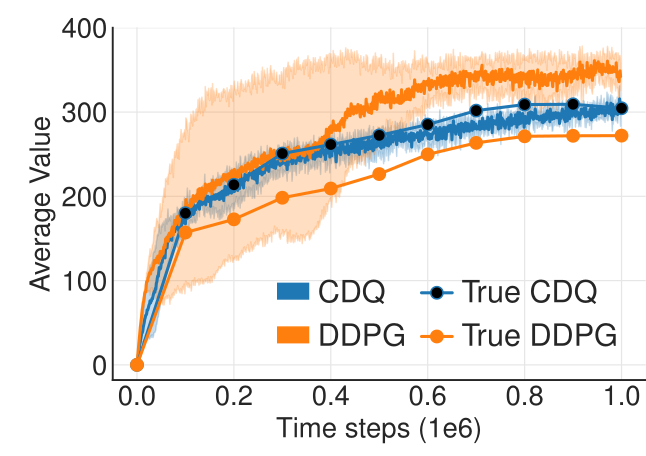 400
300
200
100
0
Average Value
CDQ
True CDQ
DDPG
True DDPG
0.0 0.2 0.4 0.6 0.8 1.0
Time steps (1e6)